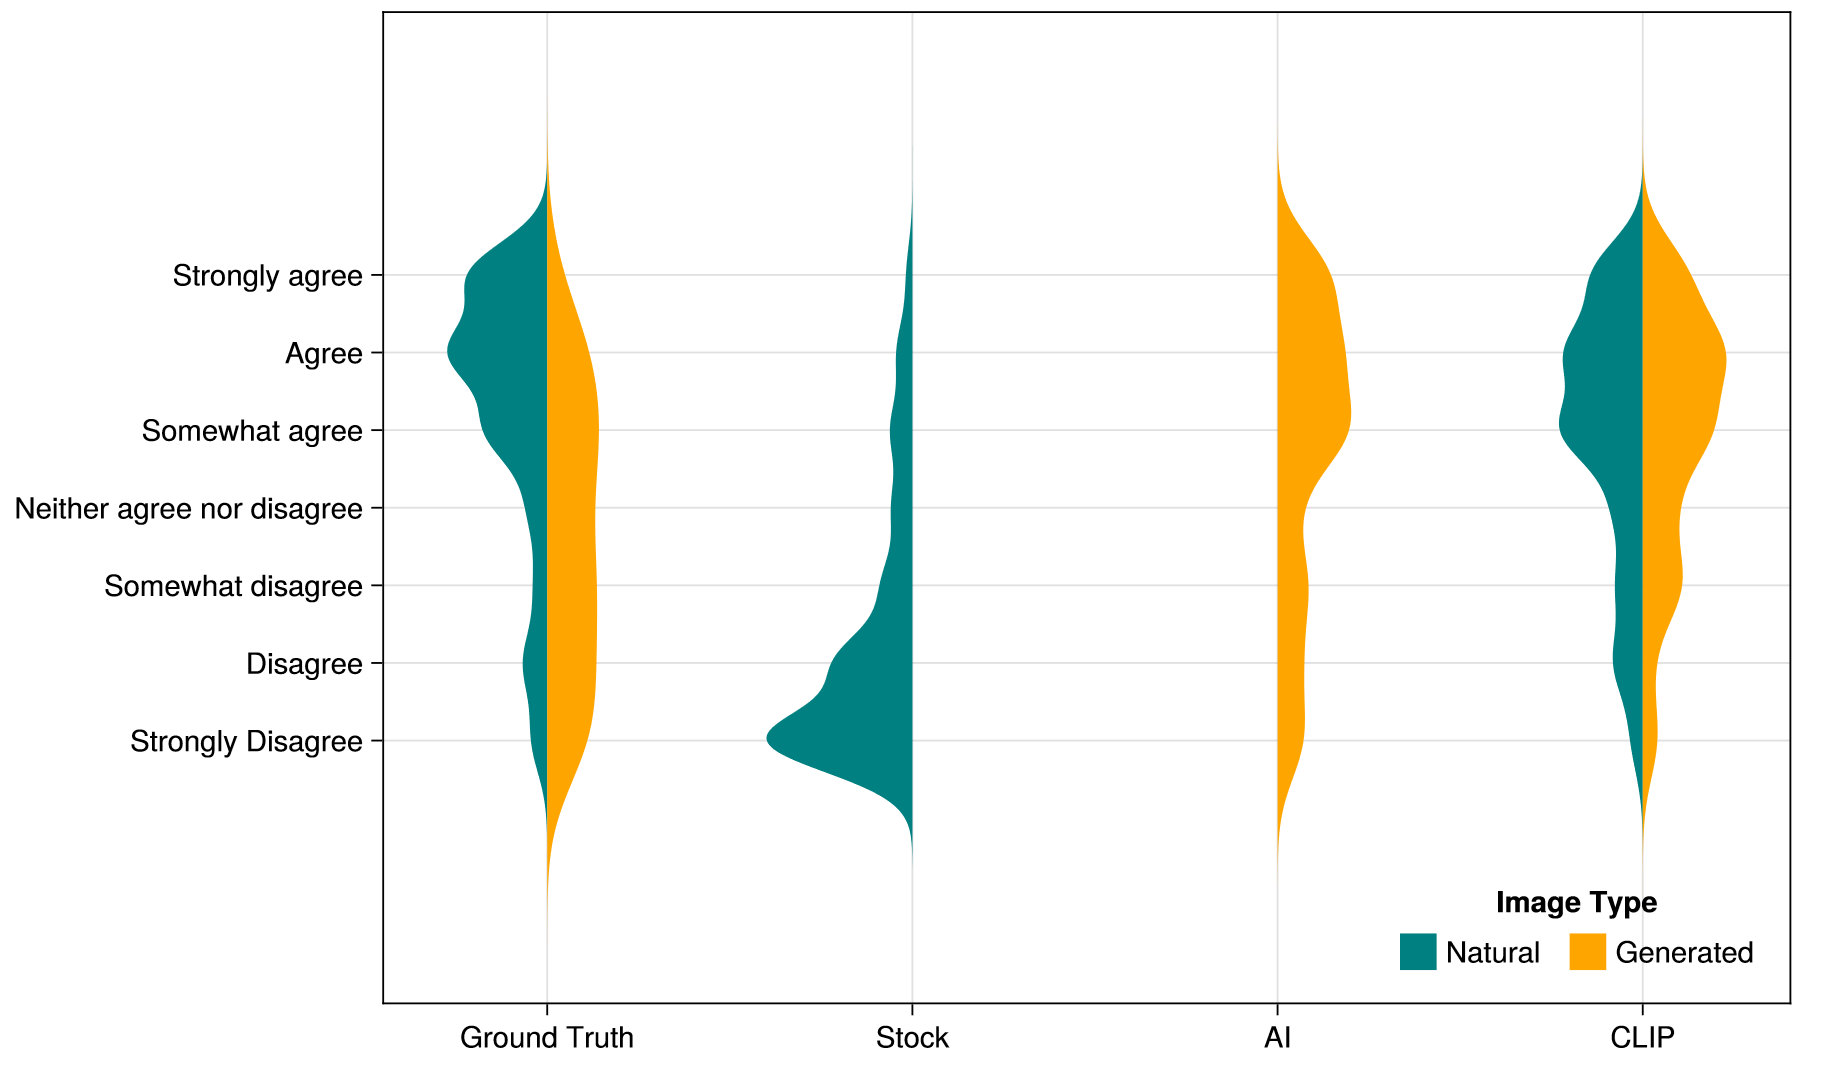 Strongly agree
Agree
Somewhat agree
Neither agree nor disagree
Somewhat disagree
Disagree
Strongly Disagree
Image Type
Natural Generated
Ground Truth Stock AI CLIP